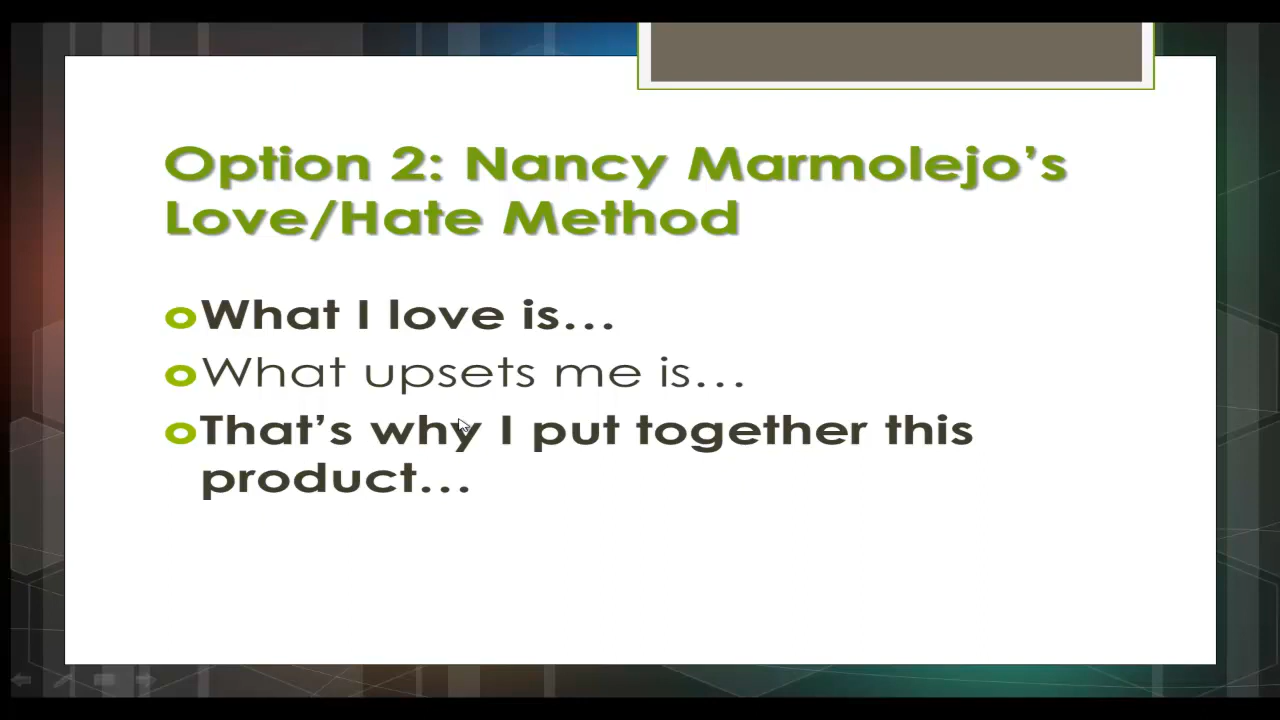 Option 2: Nancy Marmolejo’s
Love/Hate Method
What I love is…
What upsets me is…
That’s why I put together this
product…